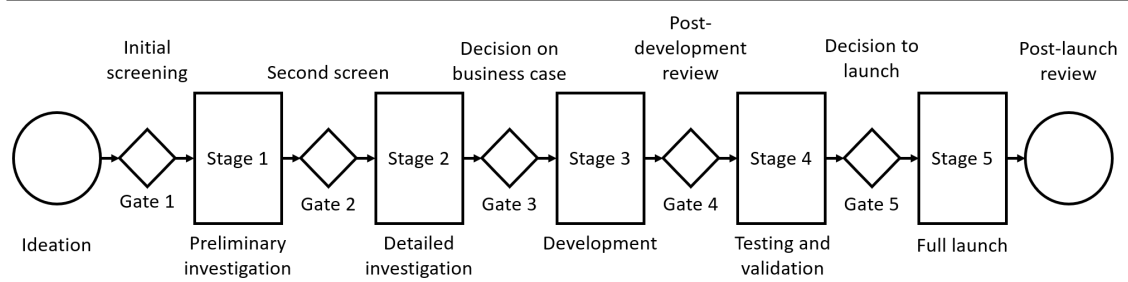 Initial
screening
Second screen
Decision on
business case
Post-
development
review
Decision to
launch
Post-launch
review
Stage 1
Stage 2
Stage 3
Stage 4
Stage 5
Gate 1
Gate 2
Gate 3
Gate 4
Gate 5
Ideation
Preliminary
investigation
Detailed
investigation
Development
Testing and
validation
Full launch